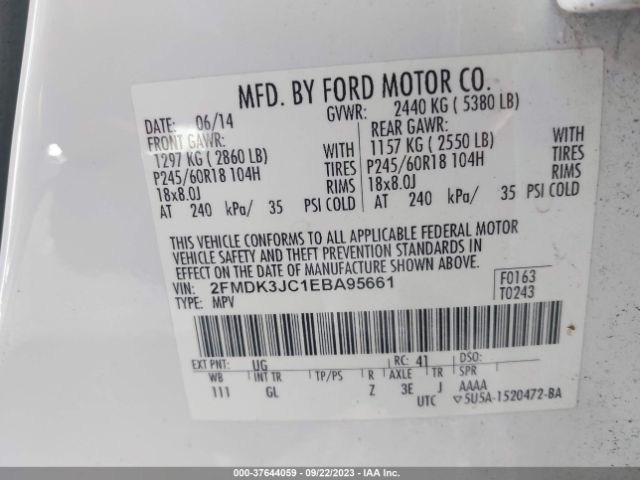 MFD. BY FORD MOTOR CO.
DATE: 06/14 GVWR: 2440 KG ( 5380 LB)
FRONT GAWR: REAR GAWR:
1297 KG ( 2860 LB) WITH 1157 KG ( 2550 LB) WITH
P245/60R18 104H TIRES P245/60R18 104H TIRES
18x8.0J RIMS 18x8.0J RIMS
AT 240 kPa/ 35 PSI COLD AT 240 kPa/ 35 PSI COLD
THIS VEHICLE CONFORMS TO ALL APPLICABLE FEDERAL MOTOR
VEHICLE SAFETY AND THEFT PREVENTION STANDARDS IN
EFFECT ON THE DATE OF MANUFACTURE SHOWN ABOVE.
VIN: 2FMDK3JC1EBA95661 F0163
TYPE: MPV T0243
EXT PNT: UG RC: 41 DSO:
WB INT TR TP/PS R AXLE TR SPR
111 GL Z 3E J AAAA
UTC ▽5U5A-1520472-BA
000-37644059 - 09/22/2023 - IAA Inc.